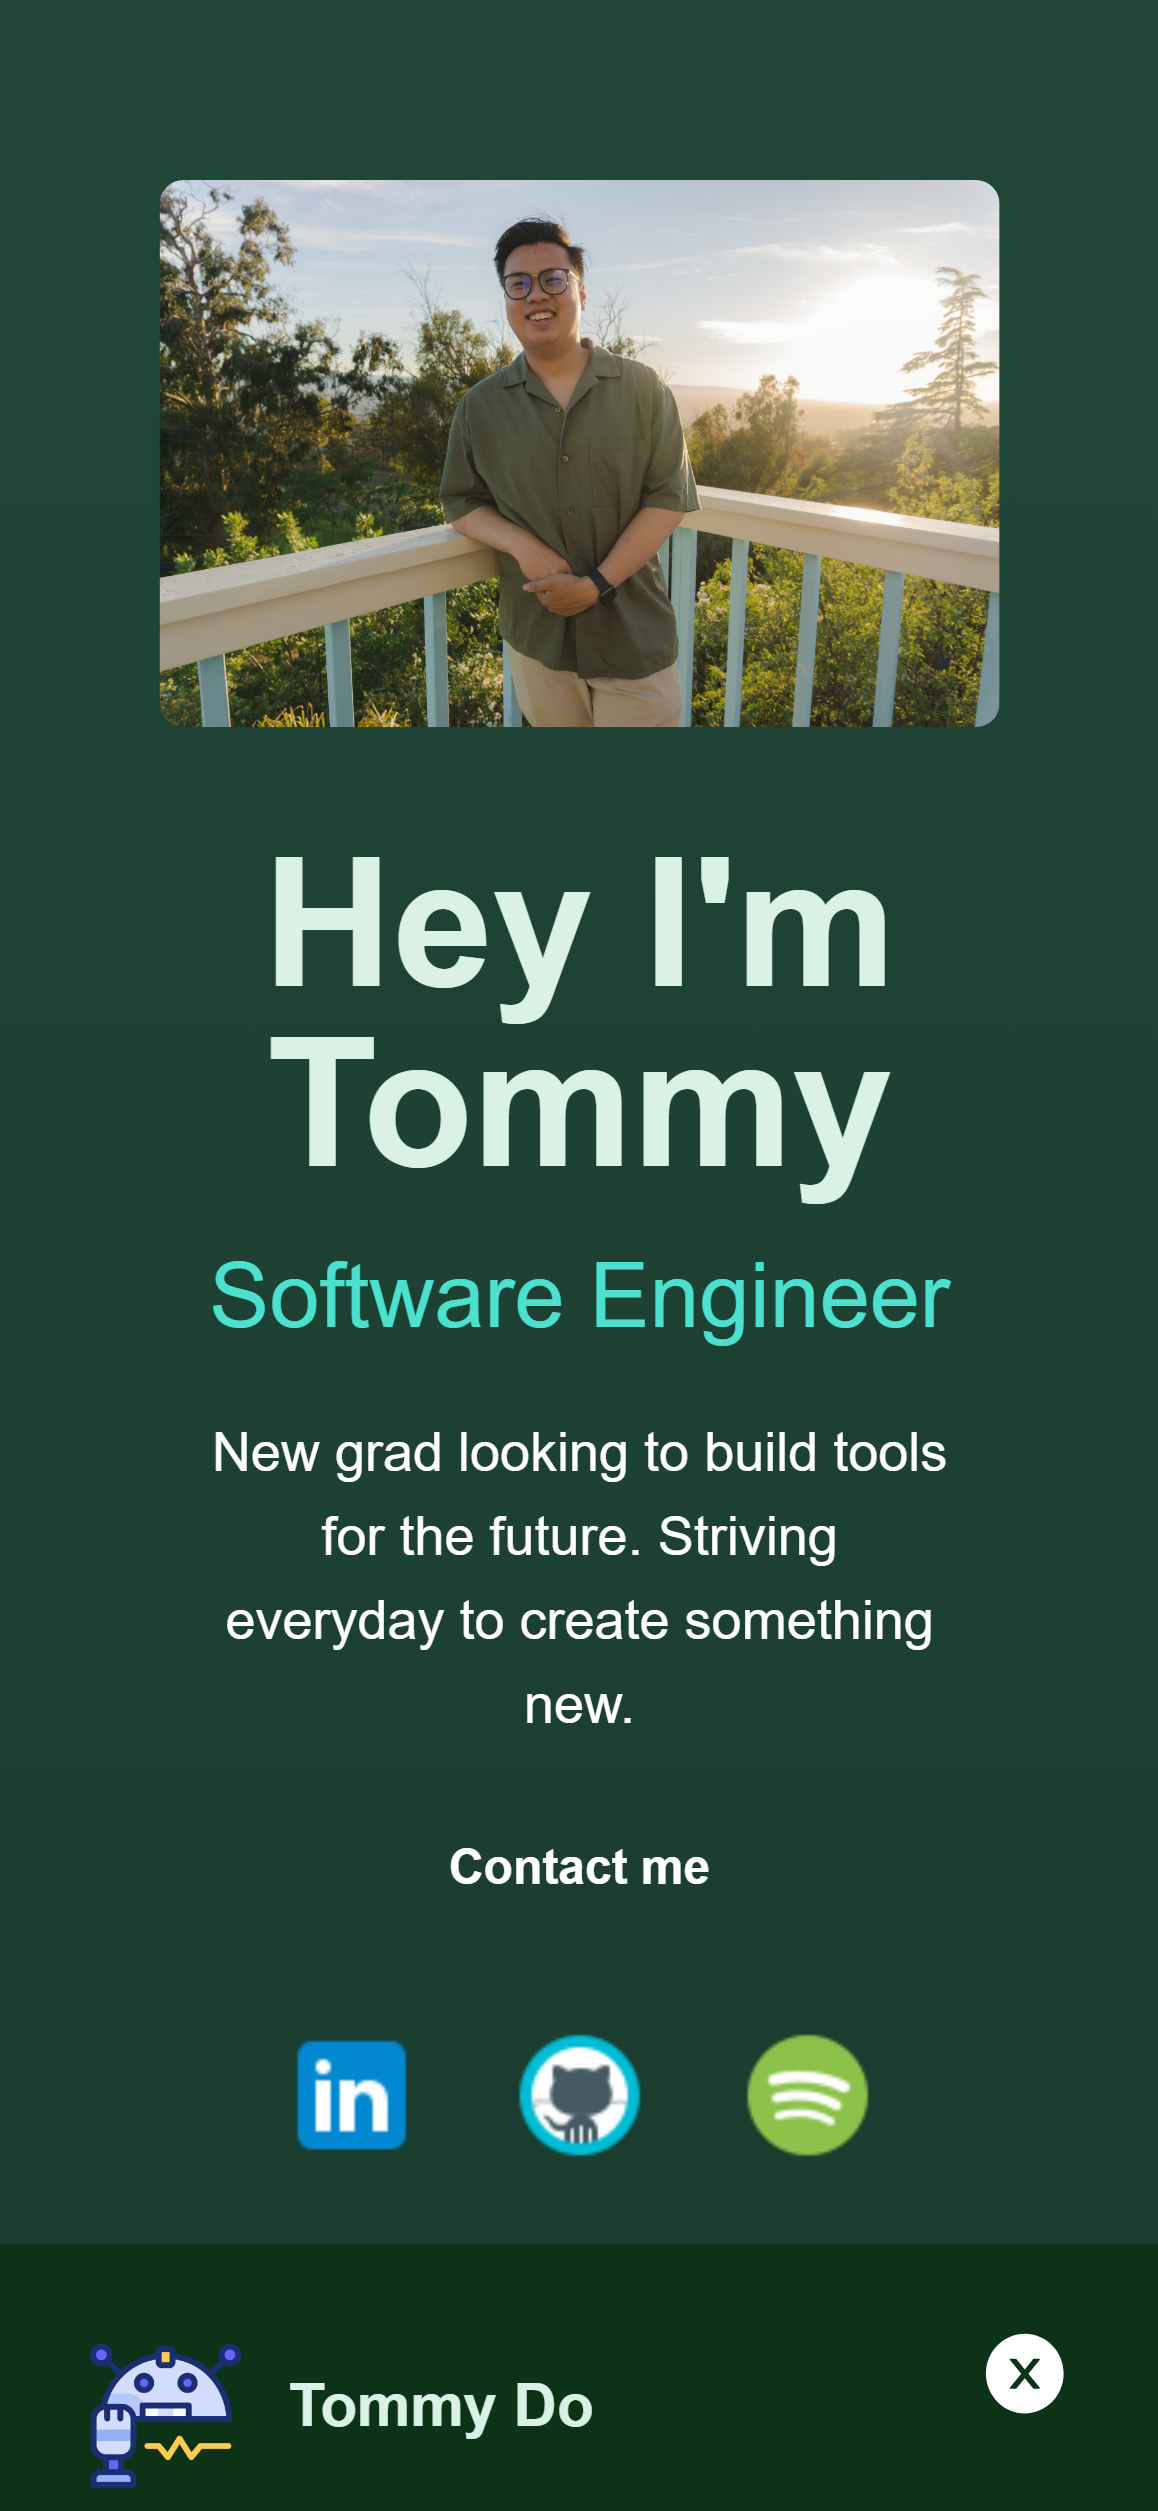 Hey I'm
Tommy
Software Engineer
New grad looking to build tools
for the future. Striving
everyday to create something
new.
Contact me
in
Tommy Do
X